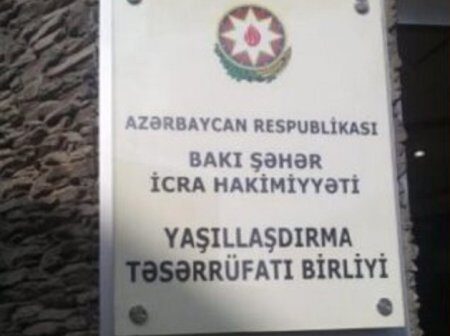 AZƏRBAYCAN RESPUBLİKASI
BAKI ŞƏHƏR
İCRA HAKİMİYYƏTİ
YAŞILLAŞDIRMA
TƏSƏRRÜFATI BİRLİYİ